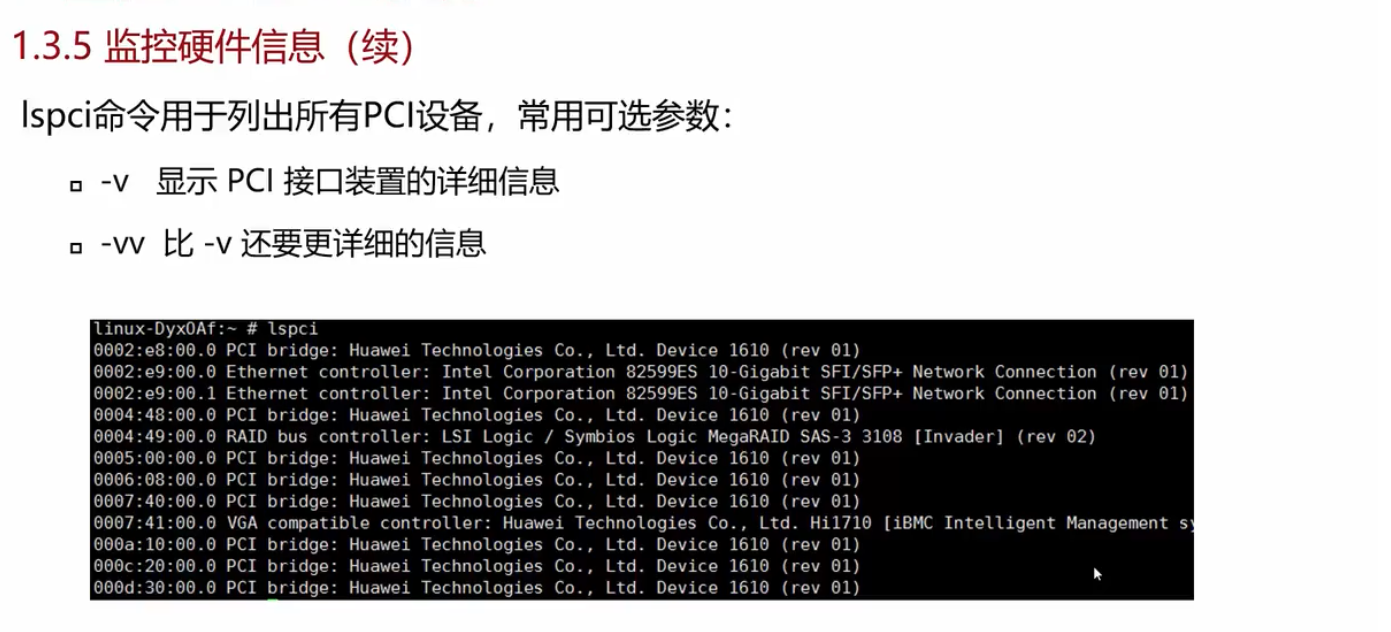 1.3.5 监控硬件信息（续）
lspci命令用于列出所有PCI设备，常用可选参数：
-v 显示 PCI 接口装置的详细信息
-vv 比 -v 还要更详细的信息
linux-DyxOAf:~ # lspci
0002:e8:00.0 PCI bridge: Huawei Technologies Co., Ltd. Device 1610 (rev 01)
0002:e9:00.0 Ethernet controller: Intel Corporation 82599ES 10-Gigabit SFI/SFP+ Network Connection (rev 01)
0002:e9:00.1 Ethernet controller: Intel Corporation 82599ES 10-Gigabit SFI/SFP+ Network Connection (rev 01)
0004:48:00.0 PCI bridge: Huawei Technologies Co., Ltd. Device 1610 (rev 01)
0004:49:00.0 RAID bus controller: LSI Logic / Symbios Logic MegaRAID SAS-3 3108 [Invader] (rev 02)
0005:00:00.0 PCI bridge: Huawei Technologies Co., Ltd. Device 1610 (rev 01)
0006:08:00.0 PCI bridge: Huawei Technologies Co., Ltd. Device 1610 (rev 01)
0007:40:00.0 PCI bridge: Huawei Technologies Co., Ltd. Device 1610 (rev 01)
0007:41:00.0 VGA compatible controller: Huawei Technologies Co., Ltd. Hi1710 [iBMC Intelligent Management sy
000a:10:00.0 PCI bridge: Huawei Technologies Co., Ltd. Device 1610 (rev 01)
000c:20:00.0 PCI bridge: Huawei Technologies Co., Ltd. Device 1610 (rev 01)
000d:30:00.0 PCI bridge: Huawei Technologies Co., Ltd. Device 1610 (rev 01)